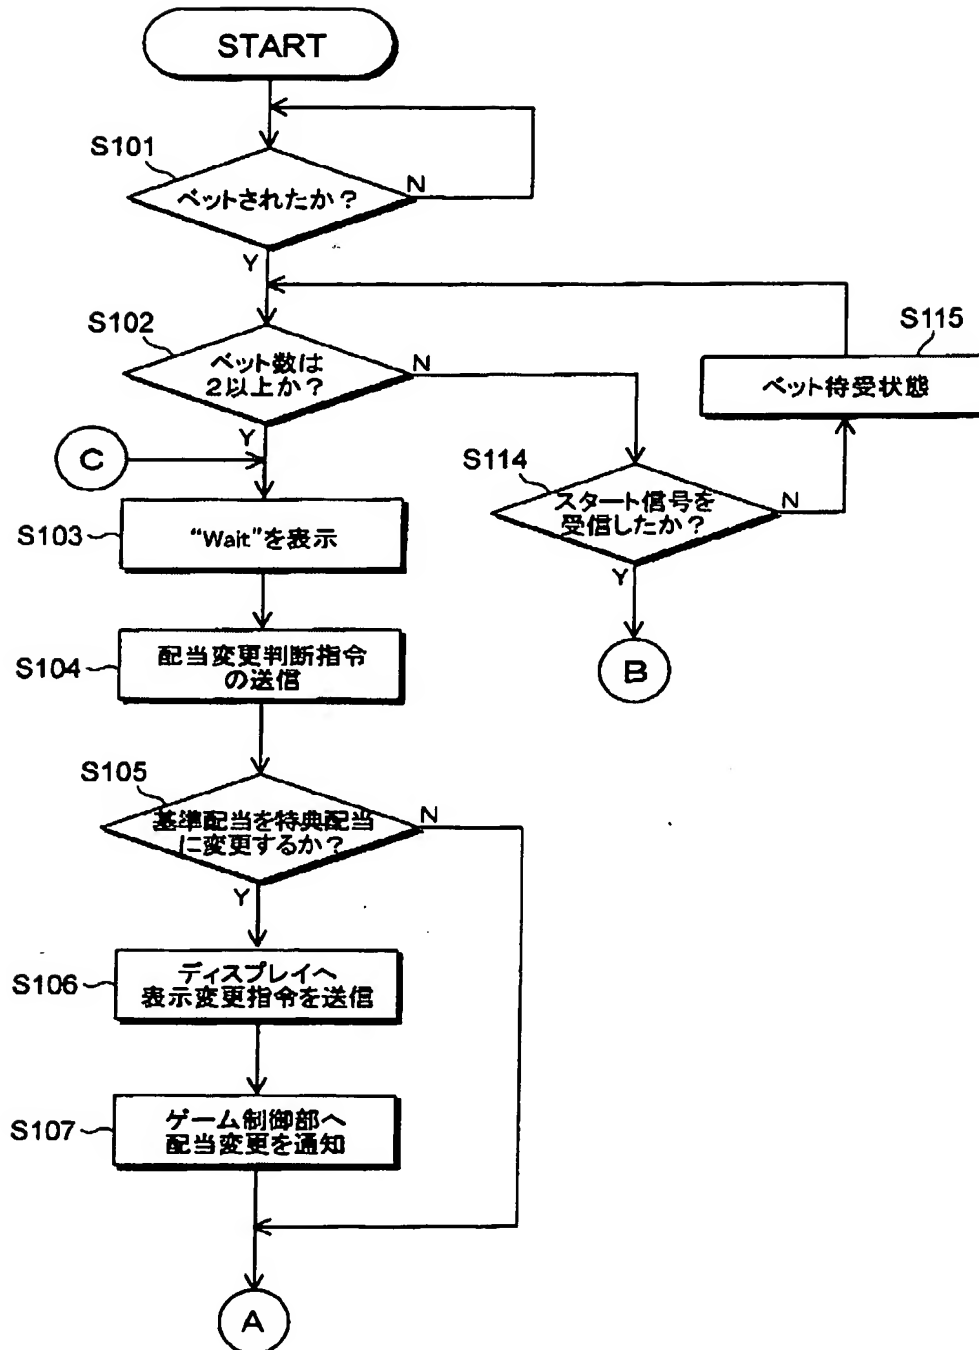 START
S101
ベットされたか?
N
Y
S102
ベット数は
2以上か?
N
Y
S115
ベット待受状態
C
S114
スタート信号を
受信したか?
N
Y
B
S103
“Wait”を表示
S104
配当変更判断指令
の送信
S105
基準配当を特典配当
に変更するか?
N
Y
S106
ディスプレイへ
表示変更指令を送信
S107
ゲーム制御部へ
配当変更を通知
A